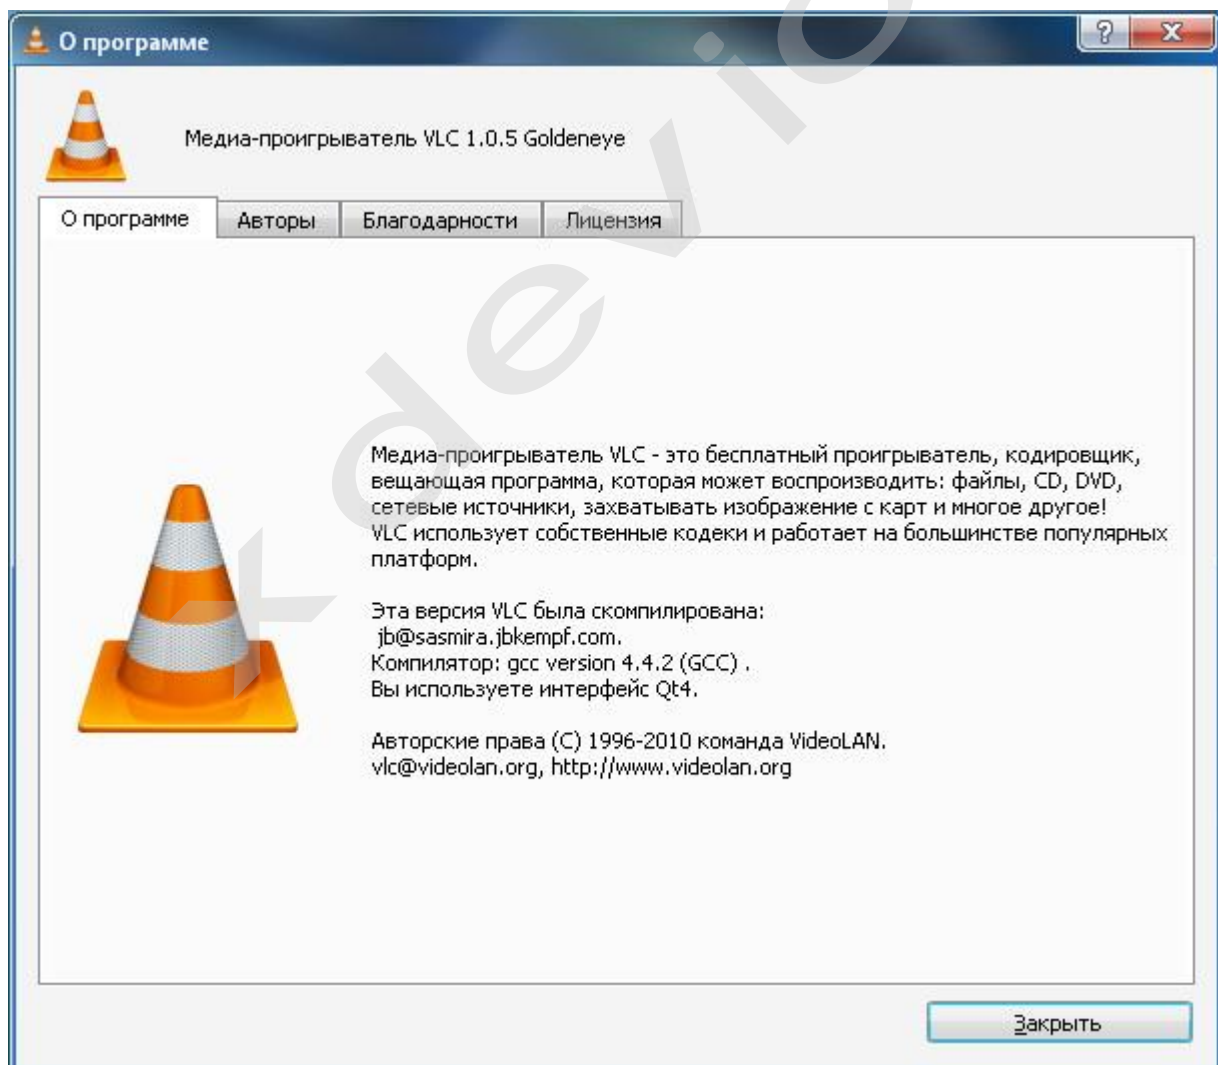 О программе
Медиа-проигрыватель VLC 1.0.5 Goldeneye
О программе Авторы Благодарности Лицензия
Медиа-проигрыватель VLC - это бесплатный проигрыватель, кодировщик,
вещающая программа, которая может воспроизводить: файлы, CD, DVD,
сетевые источники, захватывать изображение с карт и многое другое!
VLC использует собственные кодеки и работает на большинстве популярных
платформ.
Эта версия VLC была скомпилирована:
jb@sasmira.jbkempf.com.
Компилятор: gcc version 4.4.2 (GCC) .
Вы используете интерфейс Qt4.
Авторские права (C) 1996-2010 команда VideoLAN.
vlc@videolan.org, http://www.videolan.org
Закрыть
xdevic